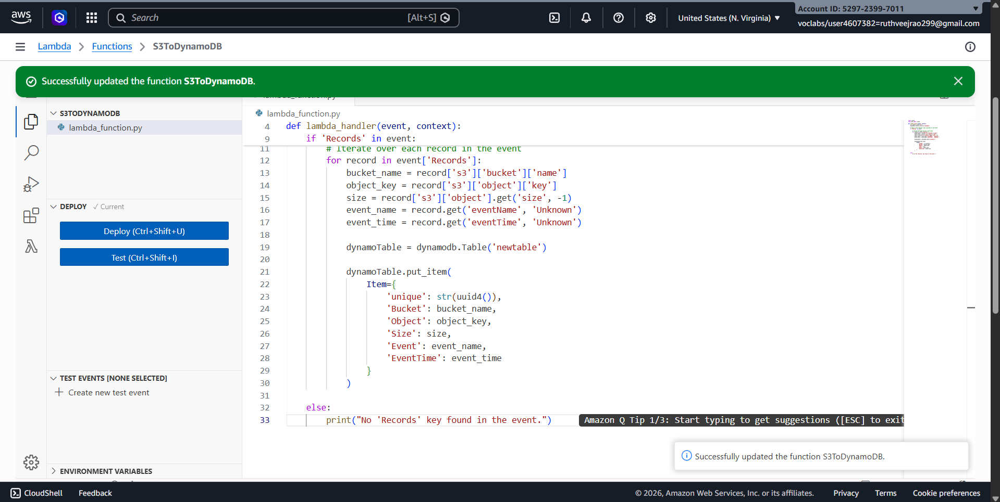 aws
Search
[Alt+S]
United States (N. Virginia)
Account ID: 5297-2399-7011
voclabs/user4607382=ruthveejrao299@gmail.com
Lambda
Functions
S3ToDynamoDB
Successfully updated the function S3ToDynamoDB.
S3TODYNAMODB
lambda_function.py
DEPLOY
Current
Deploy (Ctrl+Shift+U)
Test (Ctrl+Shift+I)
TEST EVENTS [NONE SELECTED]
Create new test event
ENVIRONMENT VARIABLES
lambda_function.py
4 def lambda_handler(event, context):
9 if 'Records' in event:
11 # Iterate over each record in the event
12 for record in event['Records']:
13 bucket_name = record['s3']['bucket']['name']
14 object_key = record['s3']['object']['key']
15 size = record['s3']['object'].get('size', -1)
16 event_name = record.get('eventName', 'Unknown')
17 event_time = record.get('eventTime', 'Unknown')
18
19 dynamoTable = dynamodb.Table('newtable')
20
21 dynamoTable.put_item(
22 Item={
23 'unique': str(uuid4()),
24 'Bucket': bucket_name,
25 'Object': object_key,
26 'Size': size,
27 'Event': event_name,
28 'EventTime': event_time
29 }
30 )
31
32 else:
33 print("No 'Records' key found in the event.")
Amazon Q Tip 1/3: Start typing to get suggestions ([ESC] to exit
Successfully updated the function S3ToDynamoDB.
CloudShell
Feedback
© 2026, Amazon Web Services, Inc. or its affiliates.
Privacy
Terms
Cookie preferences